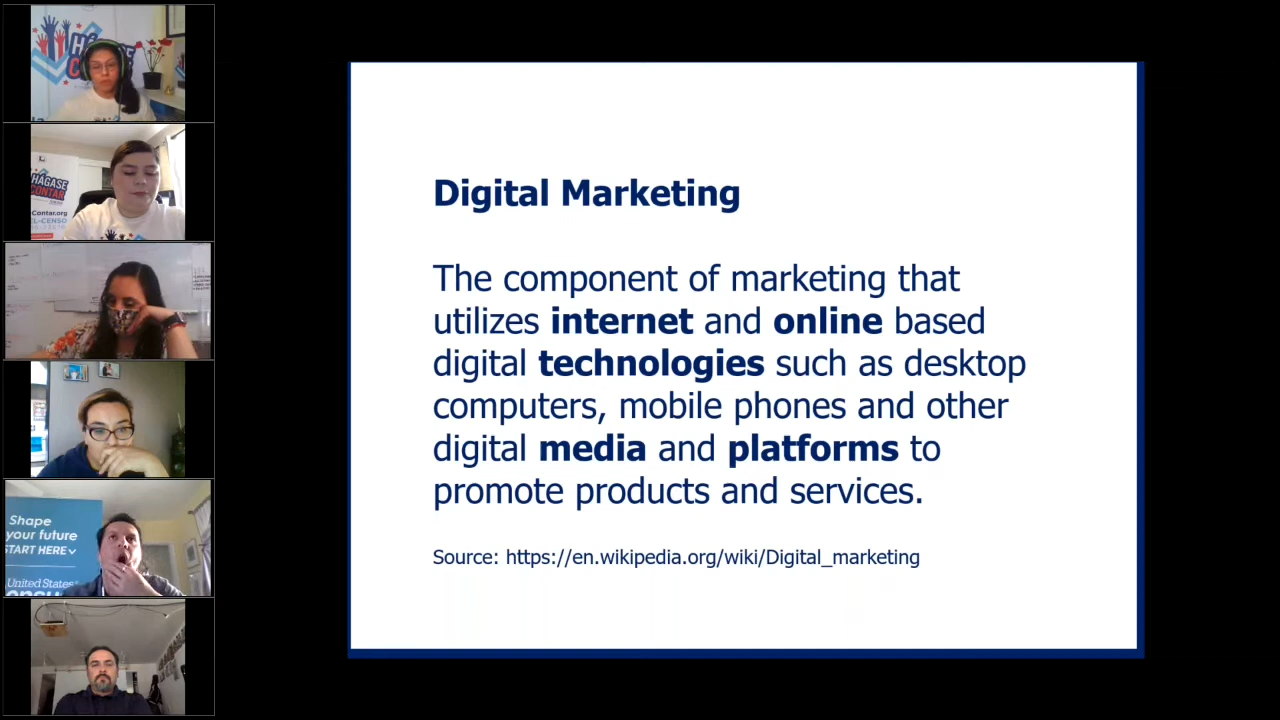 HÁGASE
CONTAR
Contar.org
Shape
your future
START HERE
United States®
Digital Marketing
The component of marketing that
utilizes internet and online based
digital technologies such as desktop
computers, mobile phones and other
digital media and platforms to
promote products and services.
Source: https://en.wikipedia.org/wiki/Digital_marketing